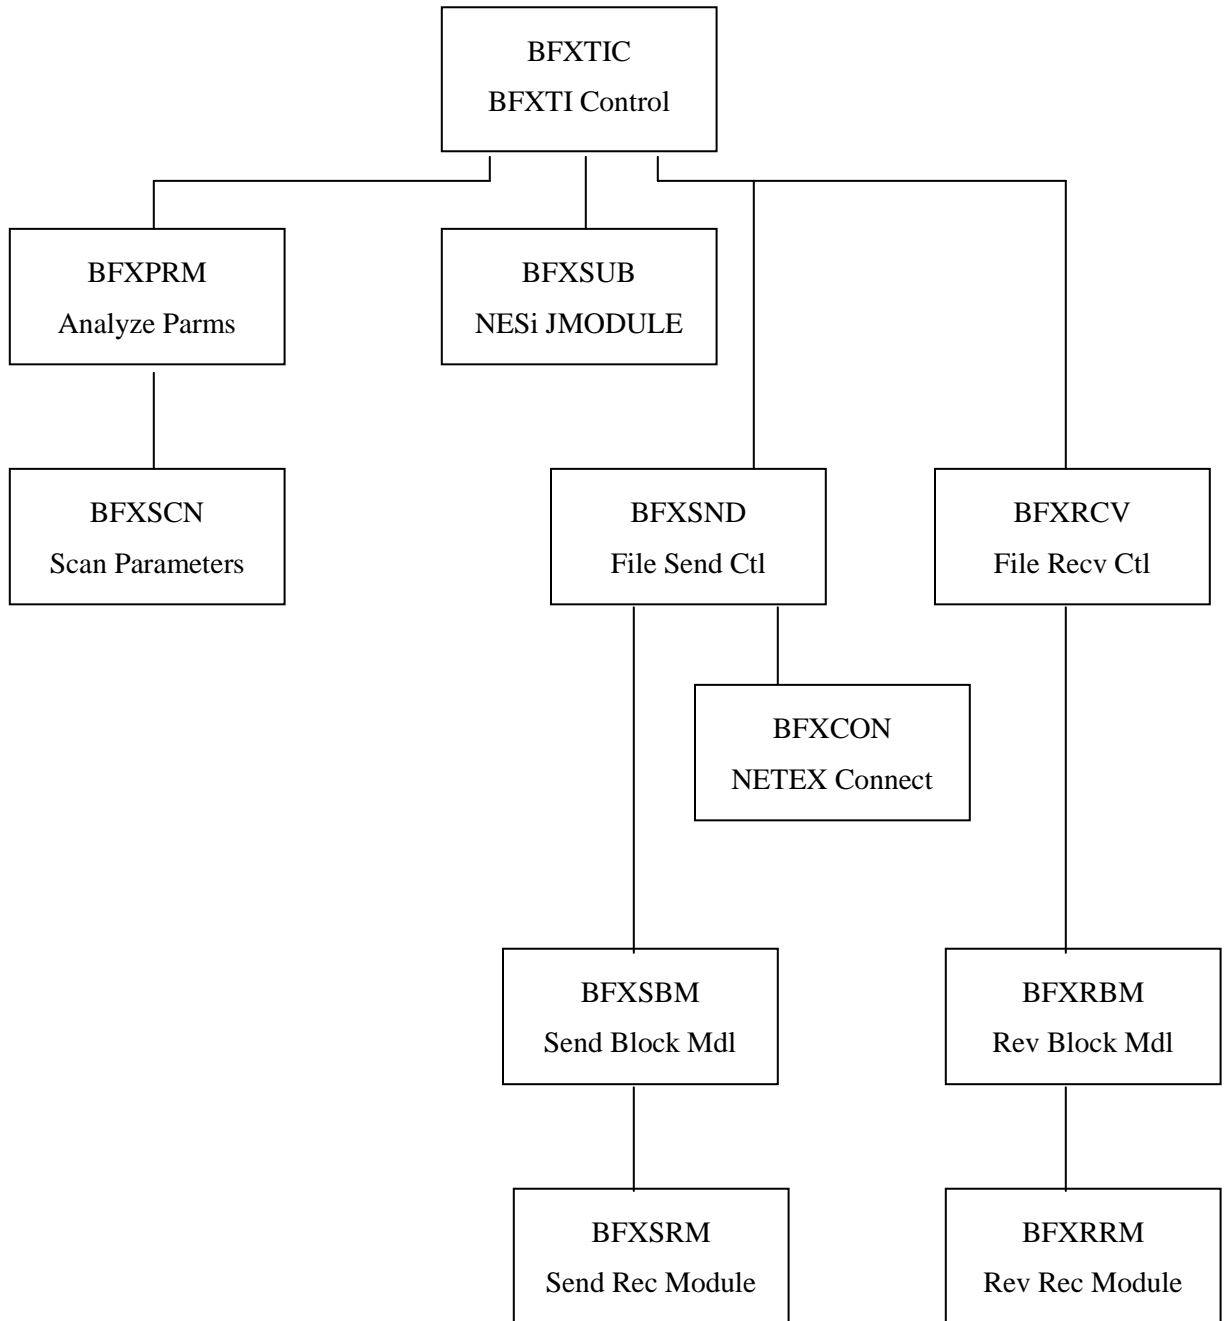 BFXTIC
BFXTI Control
BFXPRM
Analyze Parms
BFXSUB
NESi JMODULE
BFXSCN
Scan Parameters
BFXSND
File Send Ctl
BFXRCV
File Recv Ctl
BFXCON
NETEX Connect
BFXSBM
Send Block Mdl
BFXRBM
Rev Block Mdl
BFXSRM
Send Rec Module
BFXRRM
Rev Rec Module